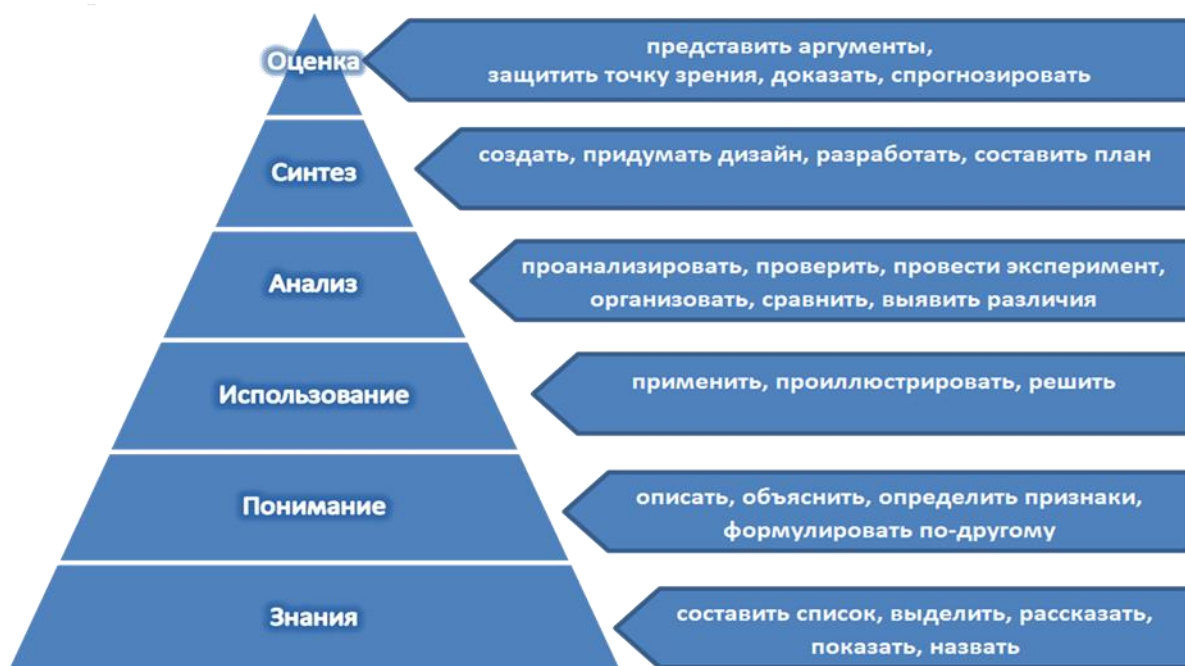 Оценка
представить аргументы,
защитить точку зрения, доказать, спрогнозировать
Синтез
создать, придумать дизайн, разработать, составить план
Анализ
проанализировать, проверить, провести эксперимент,
организовать, сравнить, выявить различия
Использование
применить, проиллюстрировать, решить
Понимание
описать, объяснить, определить признаки,
формулировать по-другому
Знания
составить список, выделить, рассказать,
показать, назвать